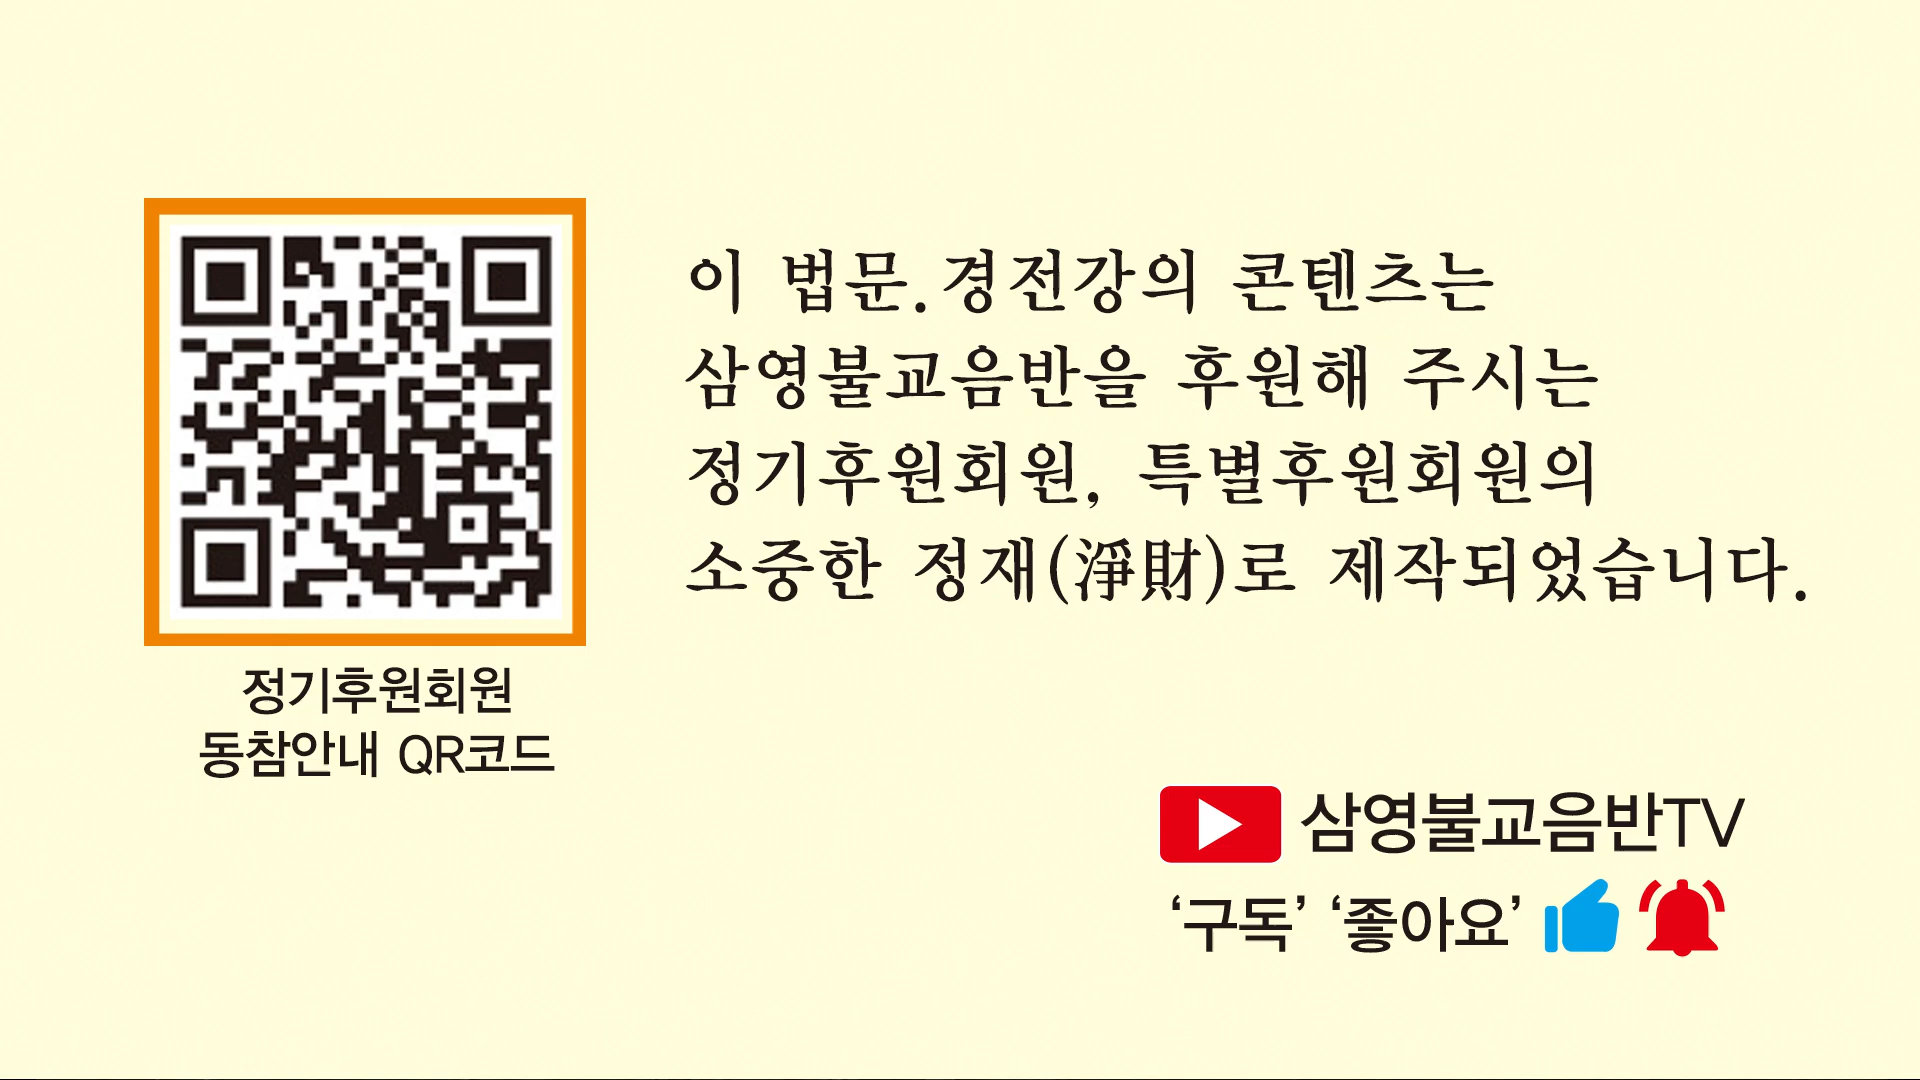 이 법문.경전강의 콘텐츠는
삼영불교음반을 후원해 주시는
정기후원회원, 특별후원회원의
소중한 정재(淨財)로 제작되었습니다.
정기후원회원
동참안내 QR코드
삼영불교음반TV
‘구독’ ‘좋아요’